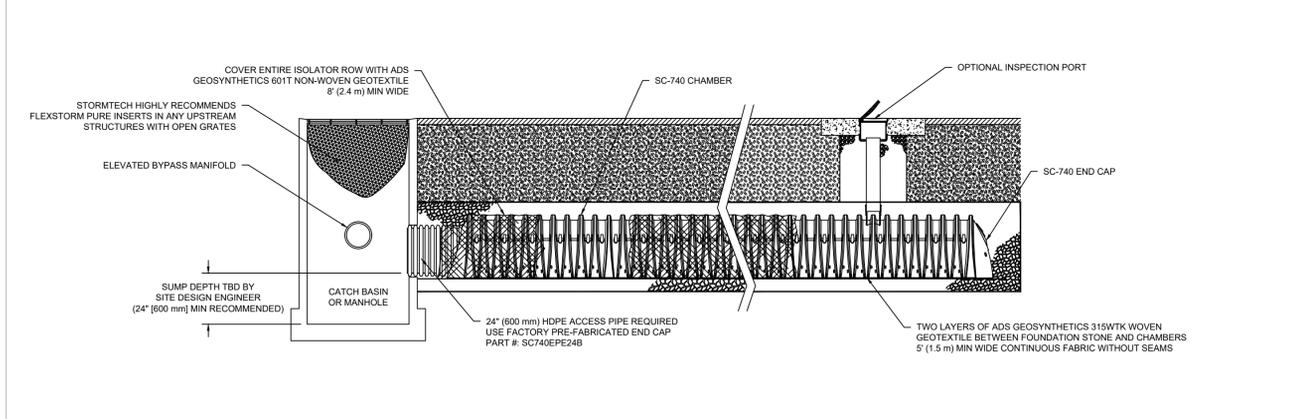 COVER ENTIRE ISOLATOR ROW WITH ADS
GEOSYNTHETICS 601T NON-WOVEN GEOTEXTILE
8' (2.4 m) MIN WIDE
SC-740 CHAMBER
OPTIONAL INSPECTION PORT
STORMTECH HIGHLY RECOMMENDS
FLEXSTORM PURE INSERTS IN ANY UPSTREAM
STRUCTURES WITH OPEN GRATES
ELEVATED BYPASS MANIFOLD
SC-740 END CAP
SUMP DEPTH TBD BY
SITE DESIGN ENGINEER
(24" [600 mm] MIN RECOMMENDED)
CATCH BASIN
OR MANHOLE
24" (600 mm) HDPE ACCESS PIPE REQUIRED
USE FACTORY PRE-FABRICATED END CAP
PART #: SC740EPE24B
TWO LAYERS OF ADS GEOSYNTHETICS 315WTK WOVEN
GEOTEXTILE BETWEEN FOUNDATION STONE AND CHAMBERS
5' (1.5 m) MIN WIDE CONTINUOUS FABRIC WITHOUT SEAMS